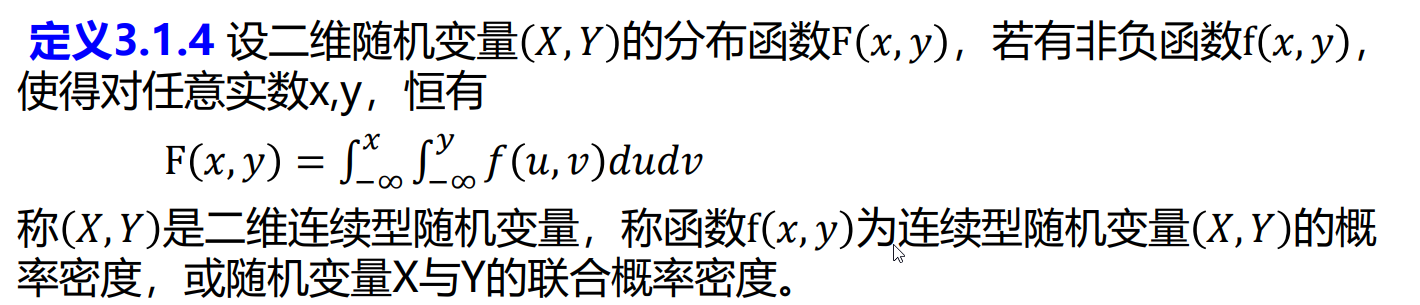 定义3.1.4 设二维随机变量(X,Y)的分布函数F(x,y)，若有非负函数f(x,y)，
使得对任意实数x,y，恒有
F(x,y) = ∫_{-∞}^{x} ∫_{-∞}^{y} f(u,v)dudv
称(X,Y)是二维连续型随机变量，称函数f(x,y)为连续型随机变量(X,Y)的概
率密度，或随机变量X与Y的联合概率密度。